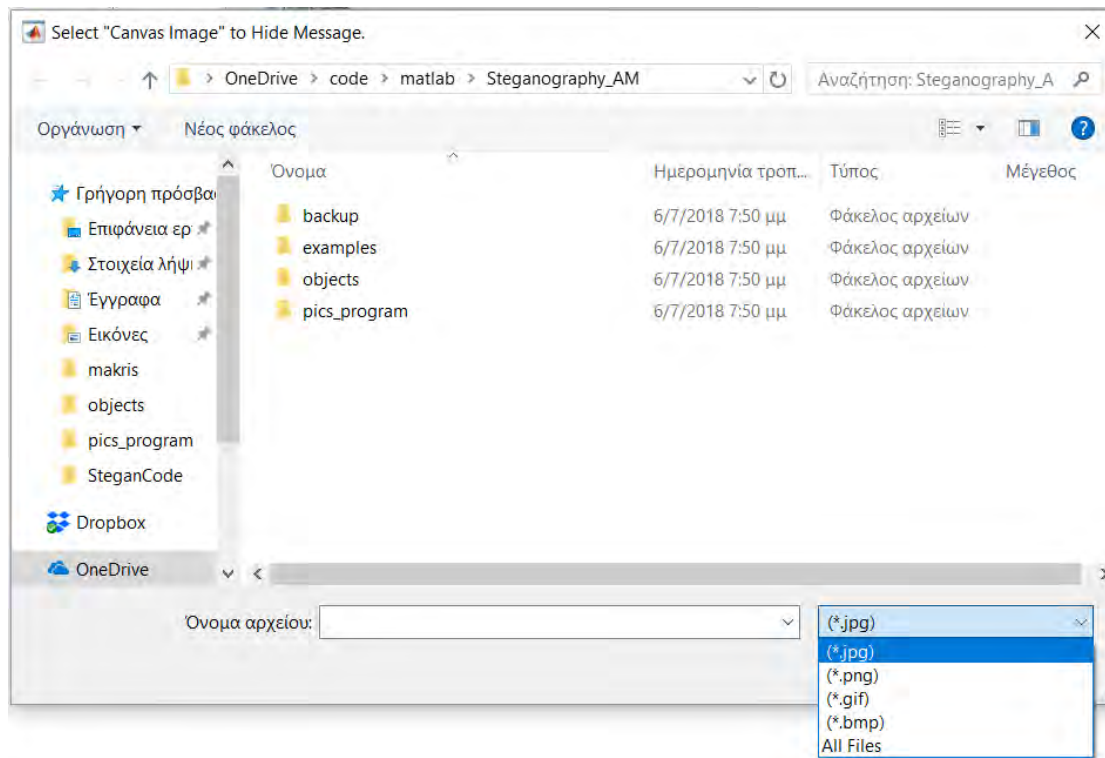 Select "Canvas Image" to Hide Message.
OneDrive > code > matlab > Steganography_AM
Αναζήτηση: Steganography_A
Οργάνωση
Νέος φάκελος
?
Όνομα
Ημερομηνία τροπ...
Τύπος
Μέγεθος
Γρήγορη πρόσβα
Επιφάνεια ερ
Στοιχεία λήψ
Έγγραφα
Εικόνες
makris
objects
pics_program
SteganCode
Dropbox
OneDrive
backup 6/7/2018 7:50 μμ Φάκελος αρχείων
examples 6/7/2018 7:50 μμ Φάκελος αρχείων
objects 6/7/2018 7:50 μμ Φάκελος αρχείων
pics_program 6/7/2018 7:50 μμ Φάκελος αρχείων
Όνομα αρχείου:
(*.jpg)
(*.jpg)
(*.png)
(*.gif)
(*.bmp)
All Files